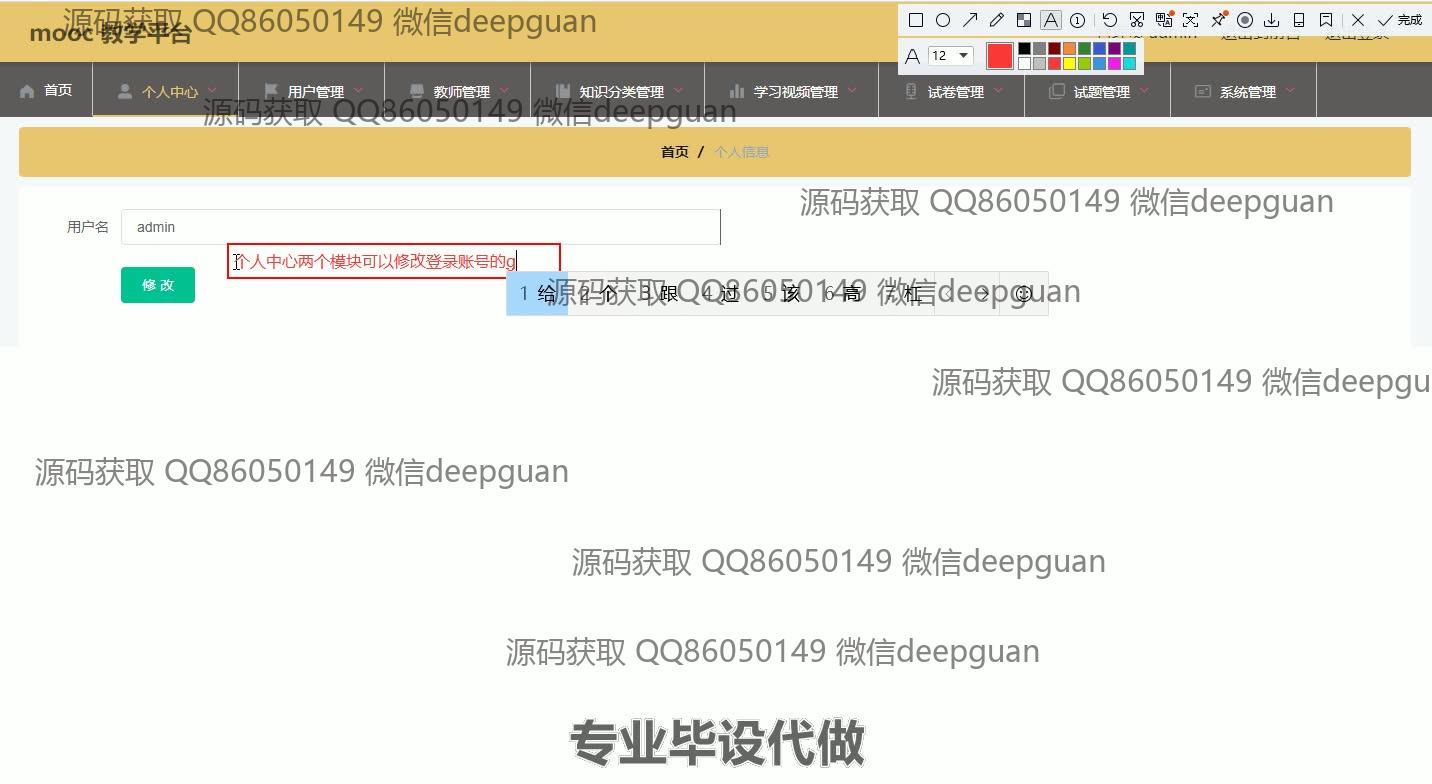 源码获取 QQ86050149 微信deepguan
mooc 教学平台
12
完成
admin
退出到前台
退出登录
首页
个人中心
用户管理
教师管理
知识分类管理
学习视频管理
试卷管理
试题管理
系统管理
源码获取 QQ86050149 微信deepguan
首页 / 个人信息
源码获取 QQ86050149 微信deepguan
用户名
admin
个人中心两个模块可以修改登录账号的g
修 改
1 给 2 个 3 跟 4 过 5 该 6 高 7 杠
源码获取 QQ86050149 微信deepguan
源码获取 QQ86050149 微信deepgu
源码获取 QQ86050149 微信deepguan
源码获取 QQ86050149 微信deepguan
源码获取 QQ86050149 微信deepguan
专业毕设代做